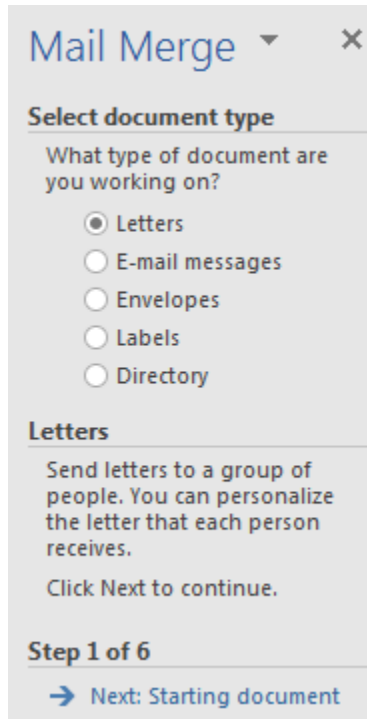 Mail Merge
Select document type
What type of document are
you working on?
Letters
E-mail messages
Envelopes
Labels
Directory
Letters
Send letters to a group of
people. You can personalize
the letter that each person
receives.
Click Next to continue.
Step 1 of 6
Next: Starting document